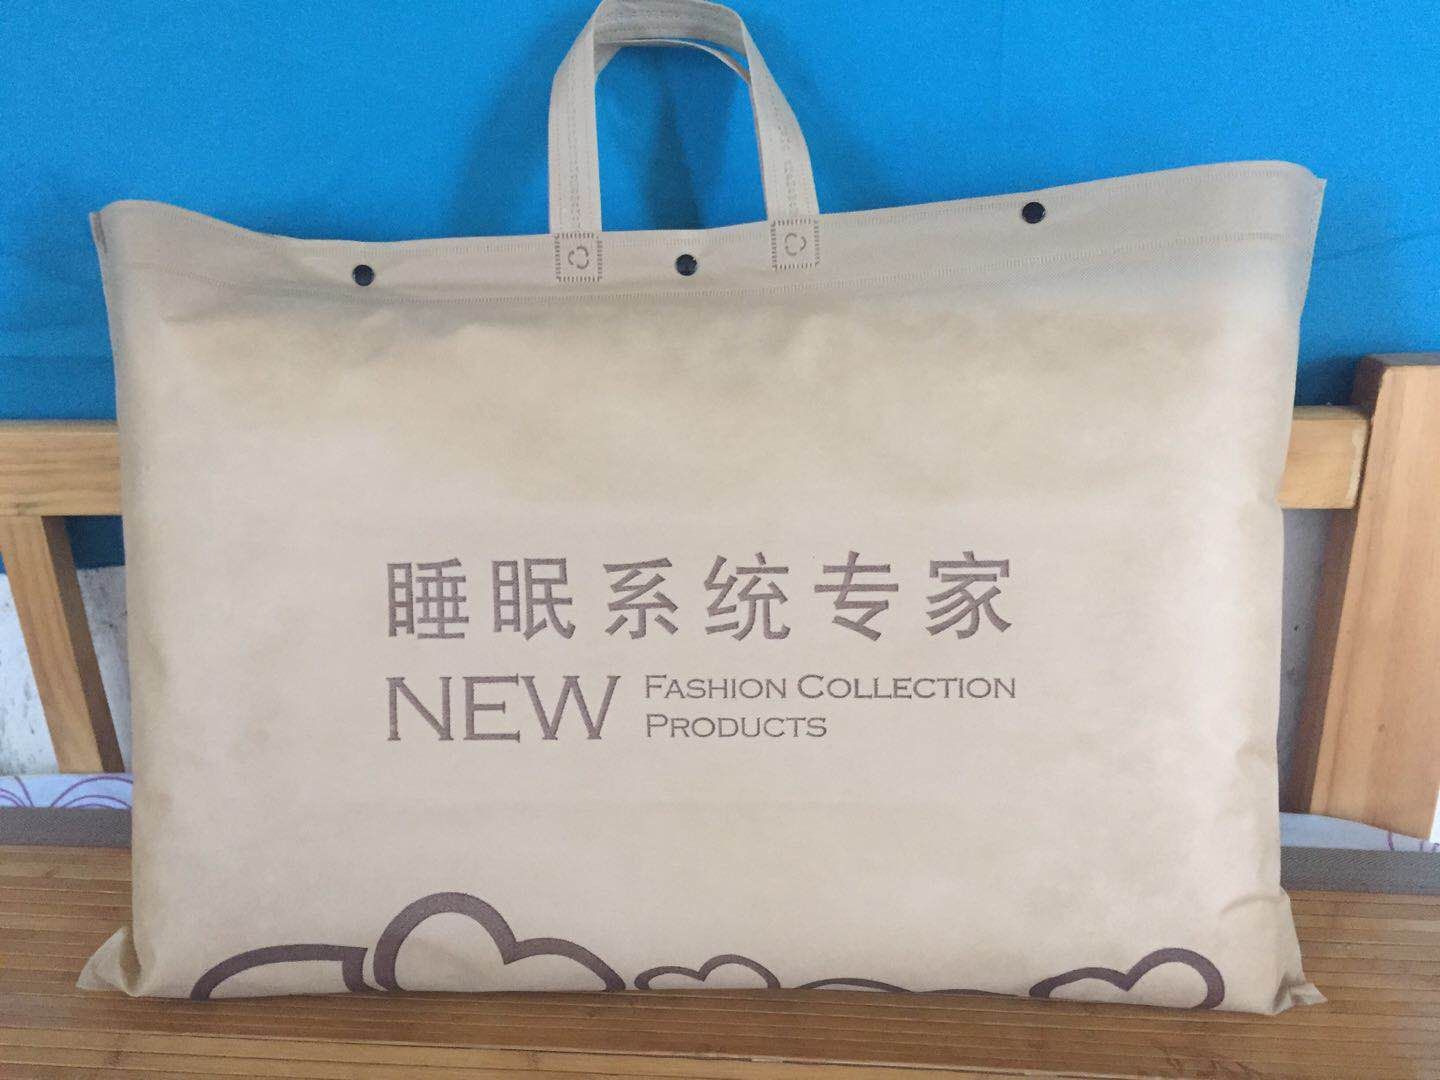 睡眠系统专家
NEW
FASHION COLLECTION
PRODUCTS